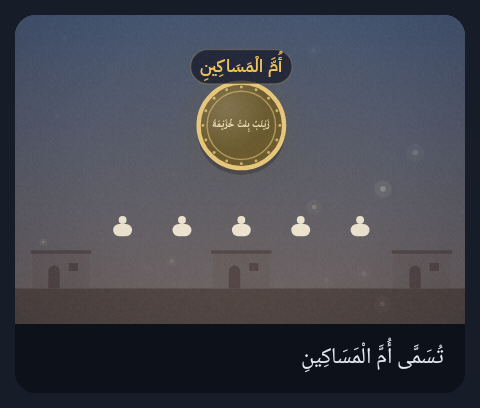 أُمَّ الْمَسَاكِينِ
زَيْنَبُ بِنْتُ خُزَيْمَةَ
تُسَمَّى أُمَّ الْمَسَاكِينِ